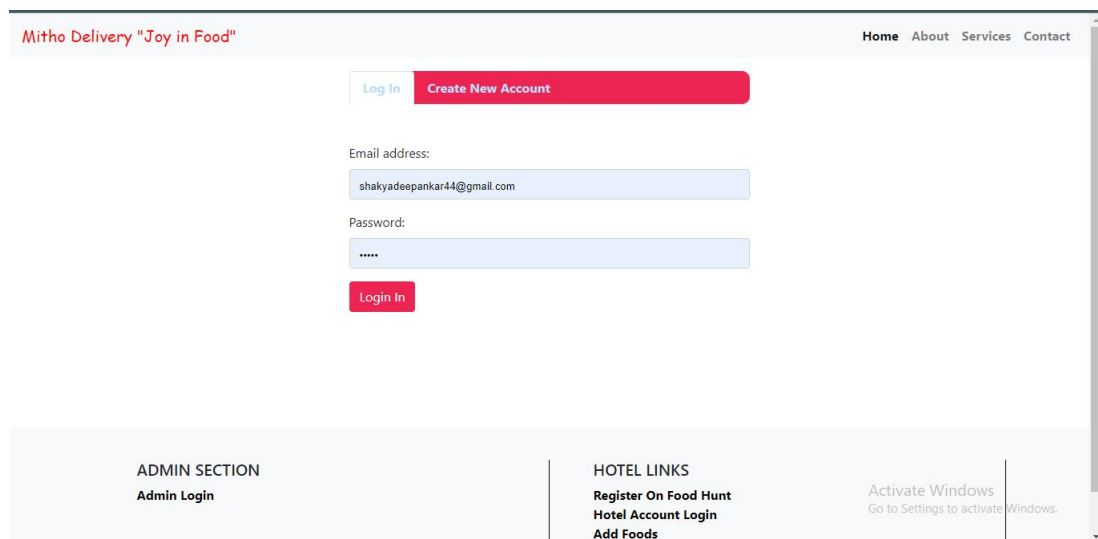 Mitho Delivery "Joy in Food"
Home About Services Contact
Log In Create New Account
Email address:
shakyadeepankar44@gmail.com
Password:
•••••
Login In
ADMIN SECTION
Admin Login
HOTEL LINKS
Register On Food Hunt
Hotel Account Login
Add Foods
Activate Windows
Go to Settings to activate Windows.